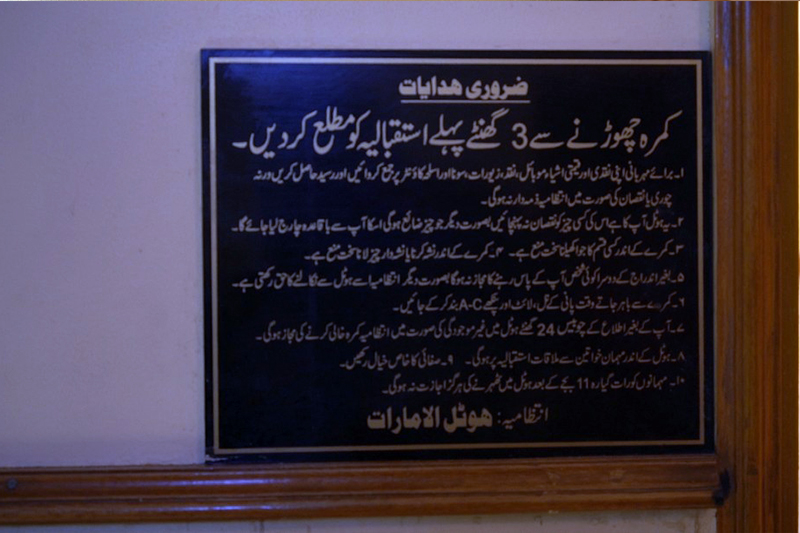 ضروری ھدایات
کمرہ چھوڑنے سے 3 گھنٹے پہلے استقبالیہ کو مطلع کردیں۔
۱۔ برائے مہربانی اپنی نقدی اور قیمتی اشیاء، موبائل، نقد، زیورات، سونا اور اسلحہ کاؤنٹر پر جمع کروائیں اور رسید حاصل کریں ورنہ
چوری یا نقصان کی صورت میں انتظامیہ ذمہ دار نہ ہوگی۔
۲۔ یہ ہوٹل آپ کا ہے اس کی کسی چیز کو نقصان نہ پہنچائیں بصورت دیگر جو چیز ضائع ہوگی اسکا آپ سے باقاعدہ چارج لیا جائے گا۔
۳۔ کمرے کے اندر کسی قسم کا جوا کھیلنا سخت منع ہے۔ ۴۔ کمرے کے اندر نشہ کرنا یا نشہ دار چیز لانا سخت منع ہے۔
۵۔ بغیر اندراج کے دوسرا کوئی شخص آپ کے پاس رہنے کا مجاز نہ ہوگا بصورت دیگر انتظامیہ اسے ہوٹل سے نکالنے کا حق رکھتی ہے۔
۶۔ کمرے سے باہر جاتے وقت پانی کے نل، لائٹ اور پنکھے A-C بند کر کے جائیں۔
۷۔ آپ کے بغیر اطلاع کے چوبیس 24 گھنٹے ہوٹل میں غیر موجودگی کی صورت میں انتظامیہ کمرہ خالی کرنے کی مجاز ہوگی۔
۸۔ ہوٹل کے اندر مہمان خواتین سے ملاقات استقبالیہ پر ہوگی۔ ۹۔ صفائی کا خاص خیال رکھیں۔
۱۰۔ مہمانوں کو رات گیارہ 11 بجے کے بعد ہوٹل میں ٹھہرنے کی ہرگز اجازت نہ ہوگی۔
انتظامیہ: ھوٹل الامارات